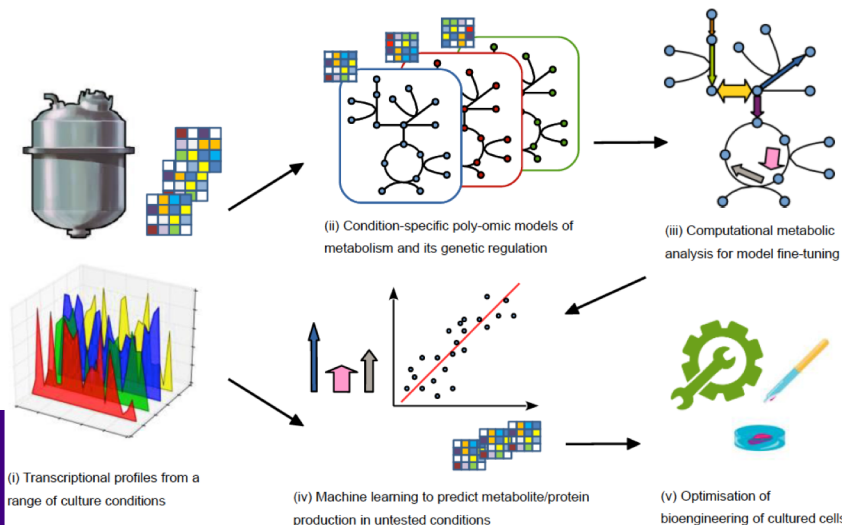 (ii) Condition-specific poly-omic models of
metabolism and its genetic regulation
(iii) Computational metabolic
analysis for model fine-tuning
(i) Transcriptional profiles from a
range of culture conditions
(iv) Machine learning to predict metabolite/protein
production in untested conditions
(v) Optimisation of
bioengineering of cultured cells